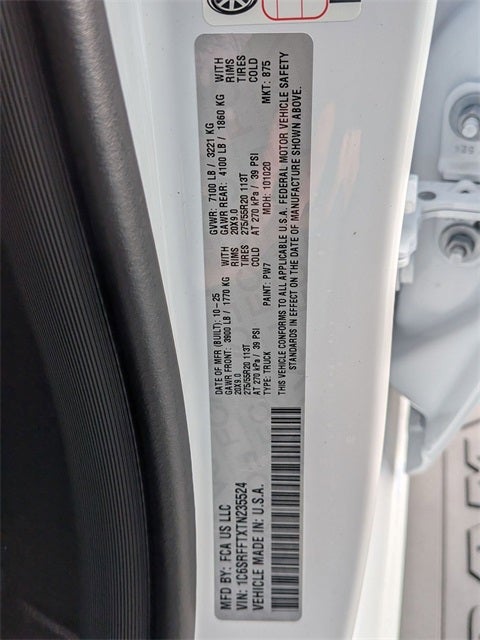 MFD BY: FCA US LLC
VIN: 1C6SRFFTXTN235524
VEHICLE MADE IN: U.S.A.
DATE OF MFR (BUILT): 10-25 GVWR: 7100 LB / 3221 KG
GAWR FRONT: 3900 LB / 1770 KG WITH GAWR REAR: 4100 LB / 1860 KG WITH
20X9.0 RIMS 20X9.0 RIMS
275/55R20 113T TIRES 275/55R20 113T TIRES
AT 270 kPa / 39 PSI COLD AT 270 kPa / 39 PSI COLD
TYPE: TRUCK PAINT: PW7 MDH: 101020 MKT: 875
THIS VEHICLE CONFORMS TO ALL APPLICABLE U.S.A. FEDERAL MOTOR VEHICLE SAFETY
STANDARDS IN EFFECT ON THE DATE OF MANUFACTURE SHOWN ABOVE.